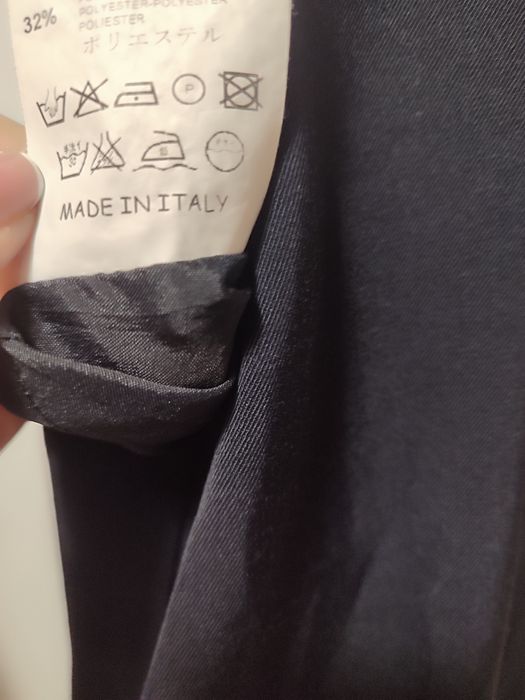 32%
POLYESTER-POLYESTER
POLIESTER
ポリエステル
P
MADE IN ITALY